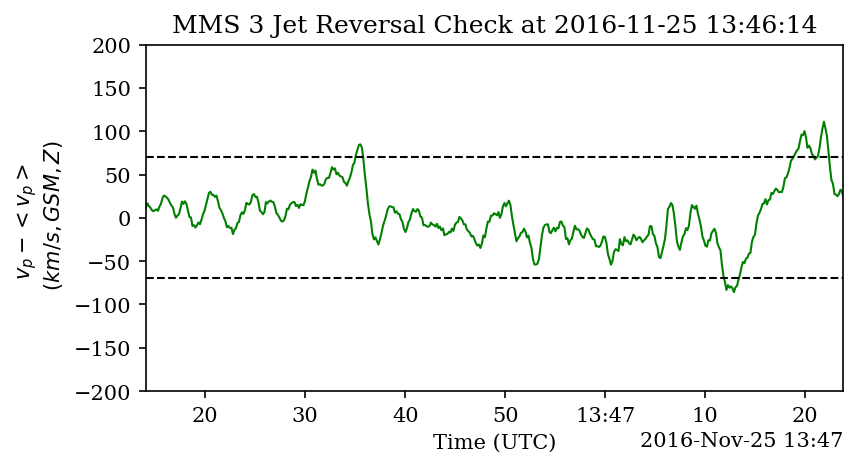 MMS 3 Jet Reversal Check at 2016-11-25 13:46:14
v_p − < v_p >
(km/s, GSM, Z)
200
150
100
50
0
−50
−100
−150
−200
20 30 40 50 13:47 10 20
Time (UTC) 2016-Nov-25 13:47